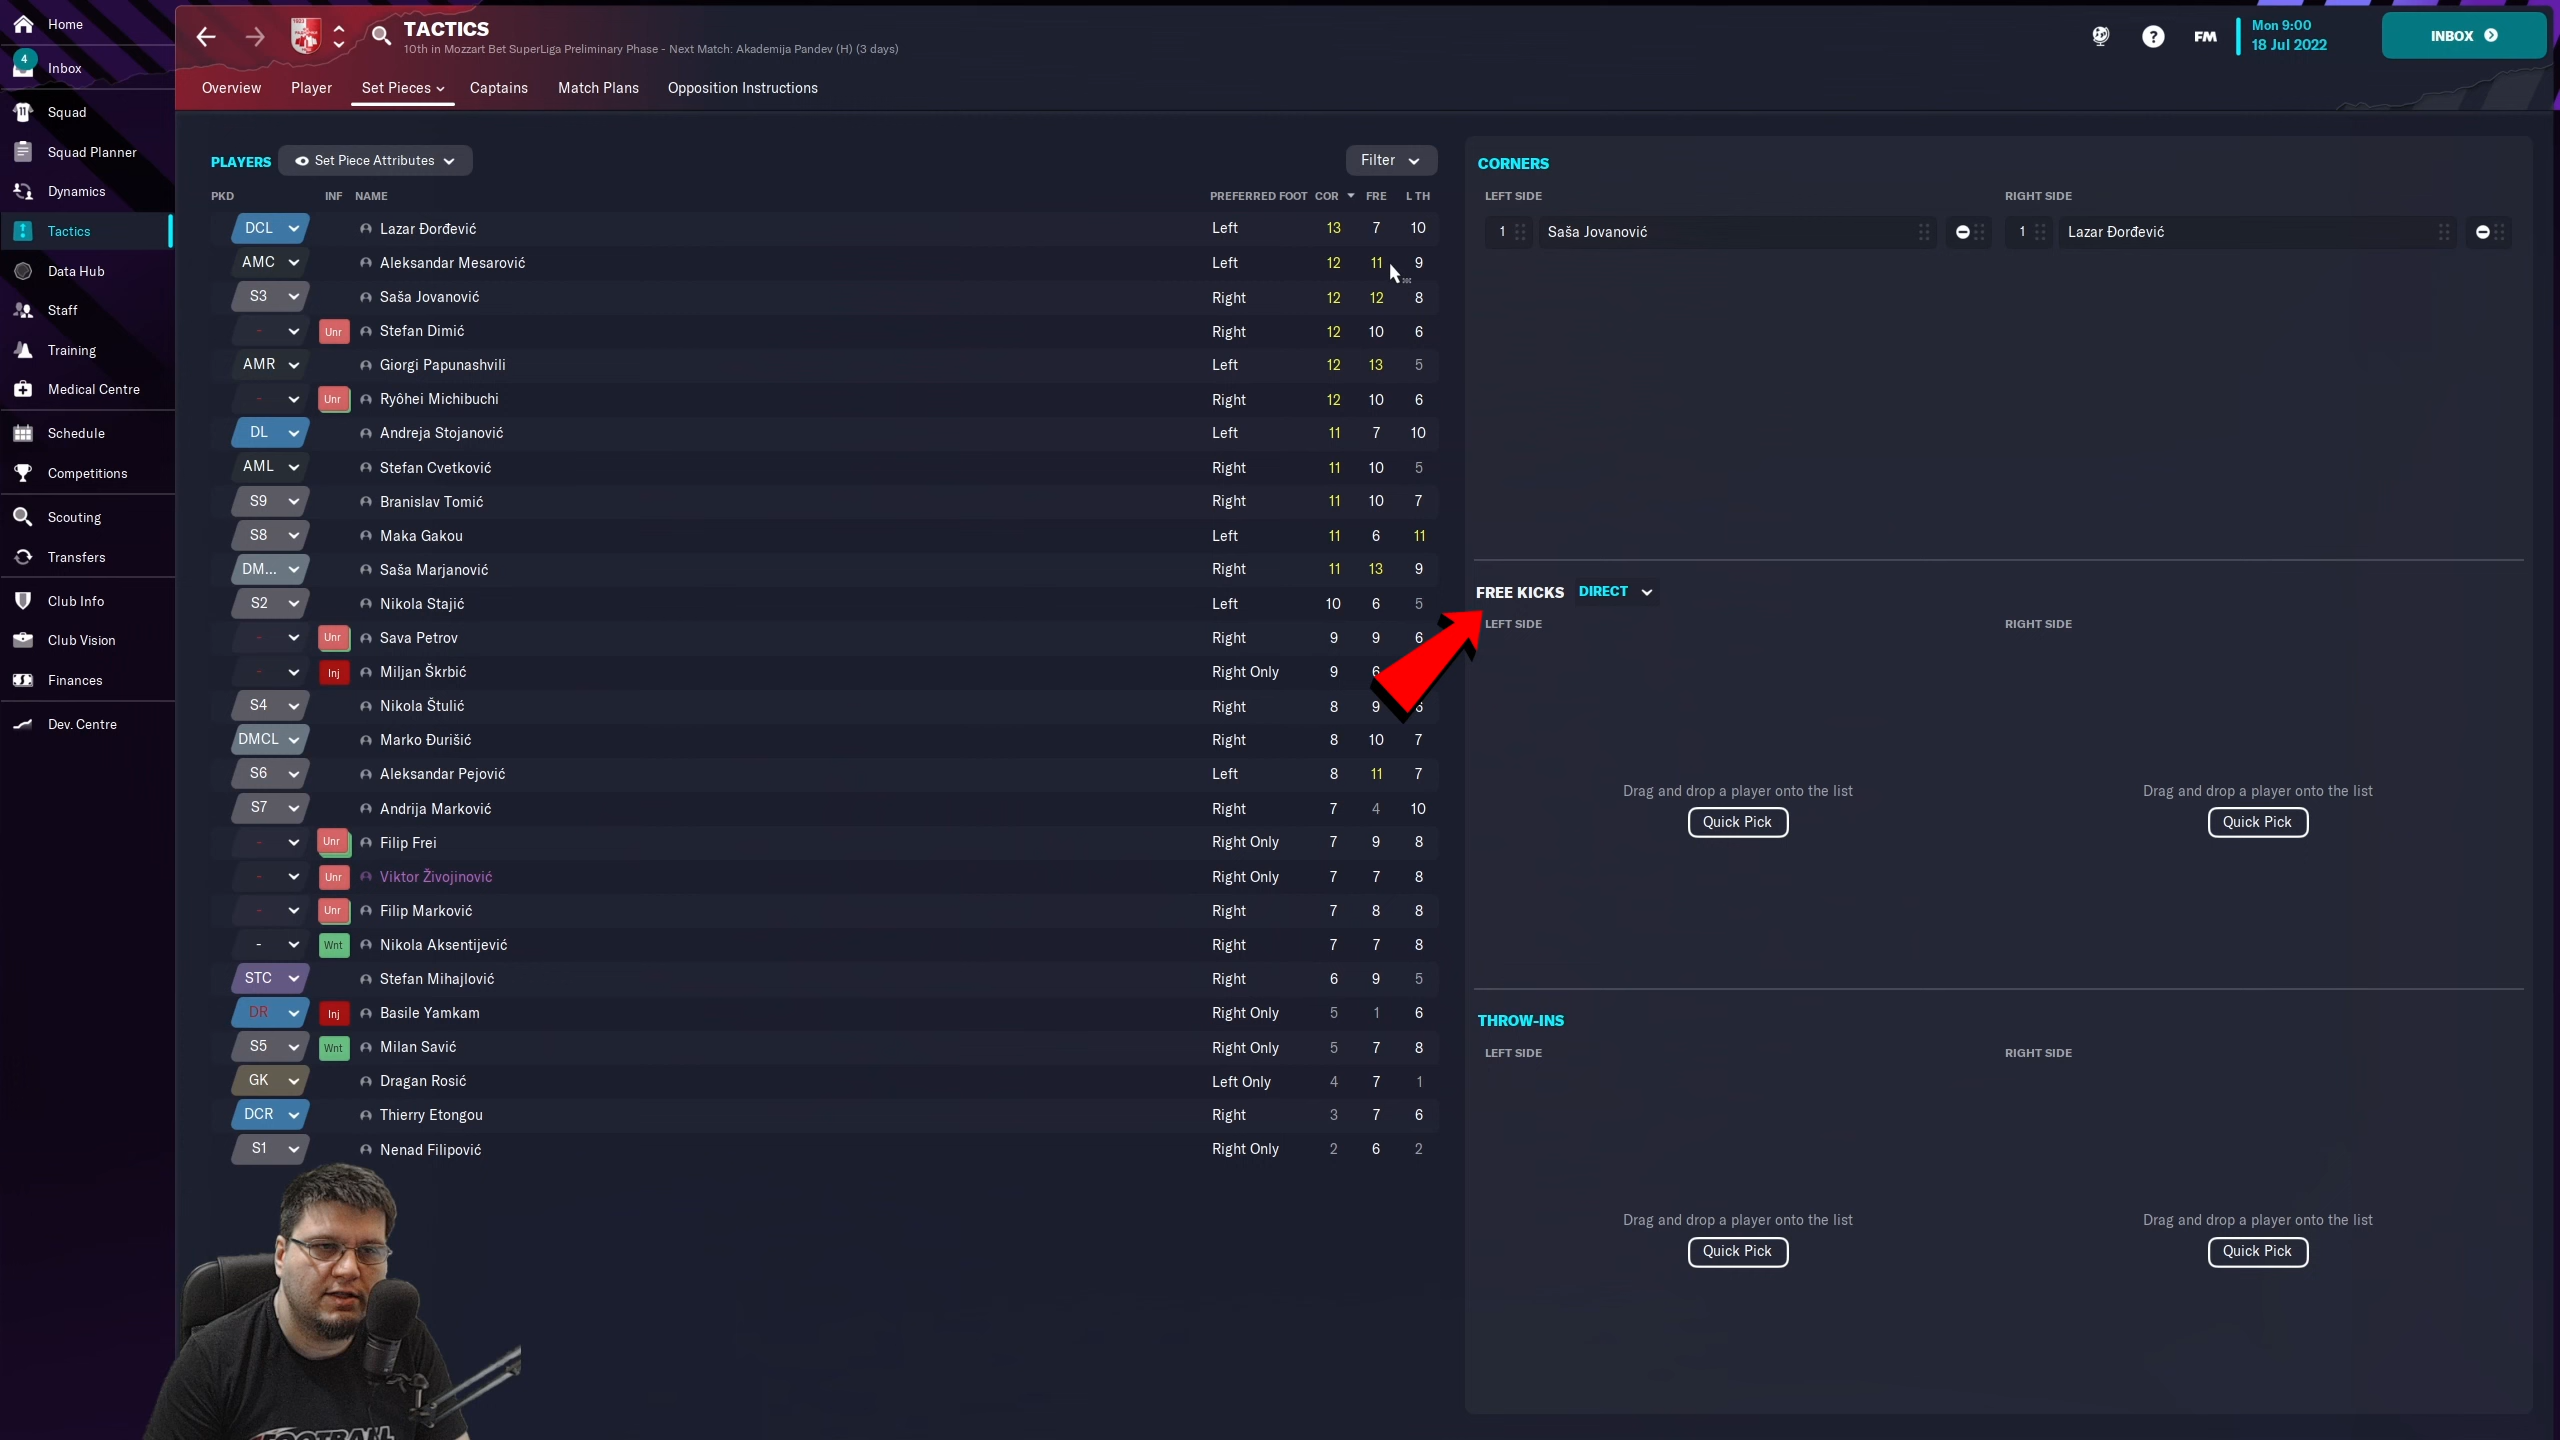 Home
TACTICS
10th in Mozzart Bet SuperLiga Preliminary Phase - Next Match: Akademija Pandev (H) (3 days)
FM
Mon 9:00
18 Jul 2022
INBOX
4
Inbox
Overview
Player
Set Pieces
Captains
Match Plans
Opposition Instructions
Squad
Squad Planner
Dynamics
Tactics
Data Hub
Staff
Training
Medical Centre
Schedule
Competitions
Scouting
Transfers
Club Info
Club Vision
Finances
Dev. Centre
PLAYERS Set Piece Attributes Filter
PKD INF NAME PREFERRED FOOT COR FRE L TH
DCL Lazar Đorđević Left 13 7 10
AMC Aleksandar Mesarović Left 12 11 9
S3 Saša Jovanović Right 12 12 8
- Unr Stefan Dimić Right 12 10 6
AMR Giorgi Papunashvili Left 12 13 5
- Unr Ryôhei Michibuchi Right 12 10 6
DL Andreja Stojanović Left 11 7 10
AML Stefan Cvetković Right 11 10 5
S9 Branislav Tomić Right 11 10 7
S8 Maka Gakou Left 11 6 11
DM... Saša Marjanović Right 11 13 9
S2 Nikola Stajić Left 10 6 5
- Unr Sava Petrov Right 9 9 6
- Inj Miljan Škrbić Right Only 9 6
S4 Nikola Štulić Right 8 9
DMCL Marko Đurišić Right 8 10 7
S6 Aleksandar Pejović Left 8 11 7
S7 Andrija Marković Right 7 4 10
- Unr Filip Frei Right Only 7 9 8
- Unr Viktor Živojinović Right Only 7 7 8
- Unr Filip Marković Right 7 8 8
- Wnt Nikola Aksentijević Right 7 7 8
STC Stefan Mihajlović Right 6 9 5
DR Inj Basile Yamkam Right Only 5 1 6
S5 Wnt Milan Savić Right Only 5 7 8
GK Dragan Rosić Left Only 4 7 1
DCR Thierry Etongou Right 3 7 6
S1 Nenad Filipović Right Only 2 6 2
CORNERS
LEFT SIDE RIGHT SIDE
1 Saša Jovanović 1 Lazar Đorđević
FREE KICKS DIRECT
LEFT SIDE RIGHT SIDE
Drag and drop a player onto the list Drag and drop a player onto the list
Quick Pick Quick Pick
THROW-INS
LEFT SIDE RIGHT SIDE
Drag and drop a player onto the list Drag and drop a player onto the list
Quick Pick Quick Pick
FOOTBALL